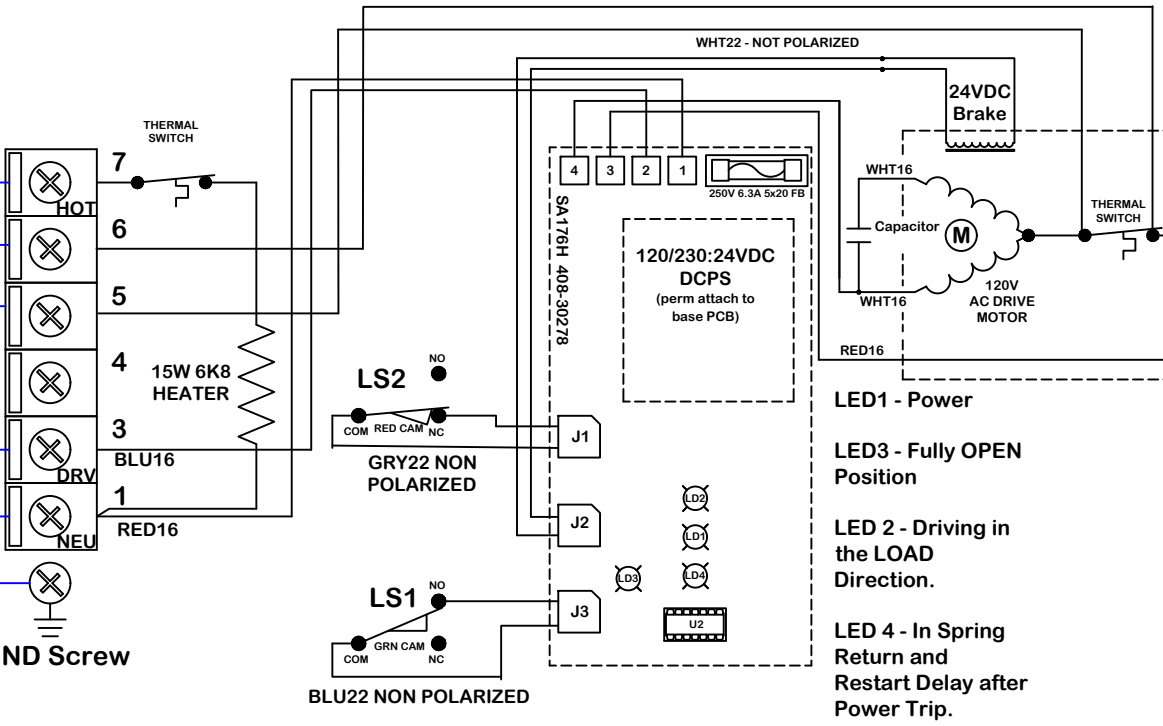 WHT22 - NOT POLARIZED
24VDC
Brake
THERMAL
SWITCH
7
HOT
6
5
4
3
BLU16
DRV
1
RED16
NEU
ND Screw
15W 6K8
HEATER
4
3
2
1
250V 6.3A 5x20 FB
SA176H 408-30278
120/230:24VDC
DCPS
(perm attach to
base PCB)
WHT16
Capacitor
M
WHT16
120V
AC DRIVE
MOTOR
THERMAL
SWITCH
RED16
LS2
NO
COM
RED CAM
NC
GRY22 NON
POLARIZED
J1
J2
J3
LD2
LD1
LD3
LD4
U2
LS1
NO
COM
GRN CAM
NC
BLU22 NON POLARIZED
LED1 - Power
LED3 - Fully OPEN
Position
LED 2 - Driving in
the LOAD
Direction.
LED 4 - In Spring
Return and
Restart Delay after
Power Trip.